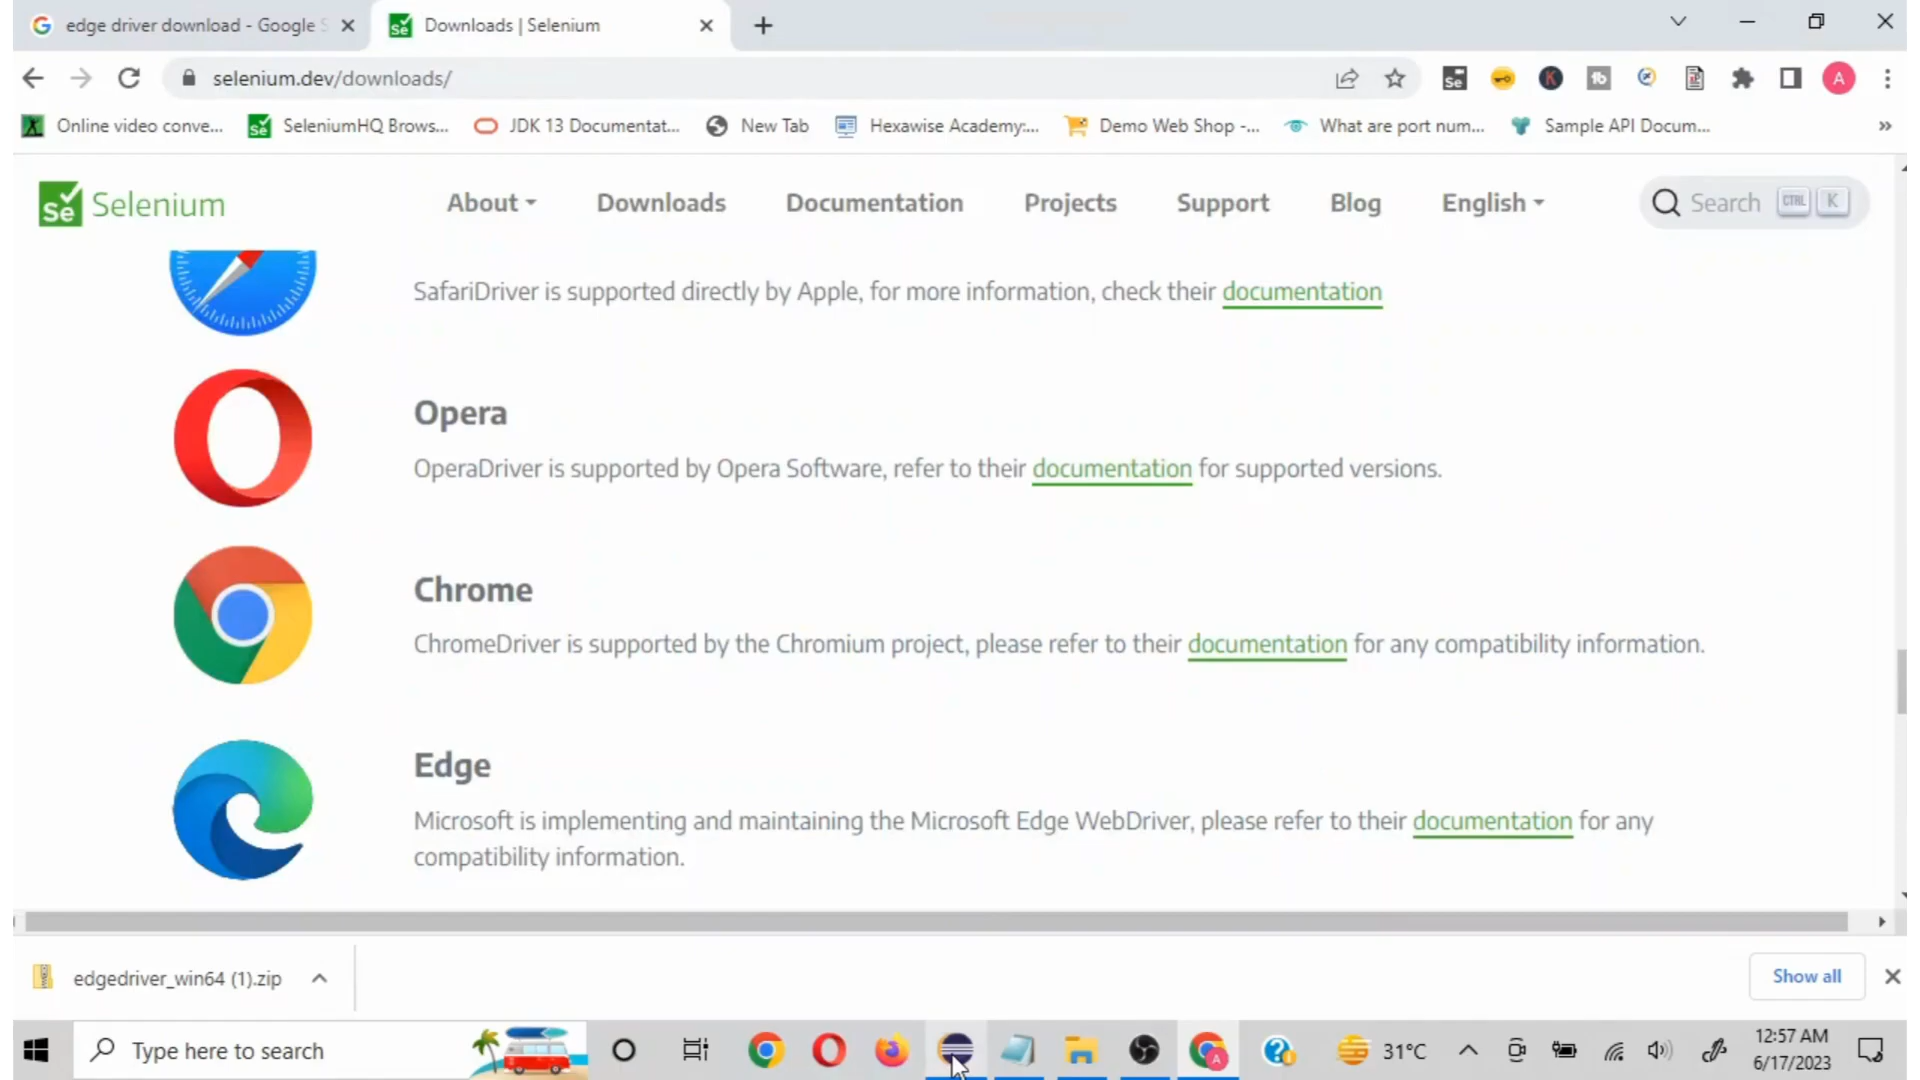 edge driver download - Google S
Downloads | Selenium
selenium.dev/downloads/
Se
K
fb
A
Online video conve...
SeleniumHQ Brows...
JDK 13 Documentat...
New Tab
Hexawise Academy:...
Demo Web Shop -...
What are port num...
Sample API Docum...
»
Se Selenium
About
Downloads
Documentation
Projects
Support
Blog
English
Search CTRL K
SafariDriver is supported directly by Apple, for more information, check their documentation
Opera
OperaDriver is supported by Opera Software, refer to their documentation for supported versions.
Chrome
ChromeDriver is supported by the Chromium project, please refer to their documentation for any compatibility information.
Edge
Microsoft is implementing and maintaining the Microsoft Edge WebDriver, please refer to their documentation for any
compatibility information.
edgedriver_win64 (1).zip
Show all
Type here to search
A
31°C
12:57 AM
6/17/2023